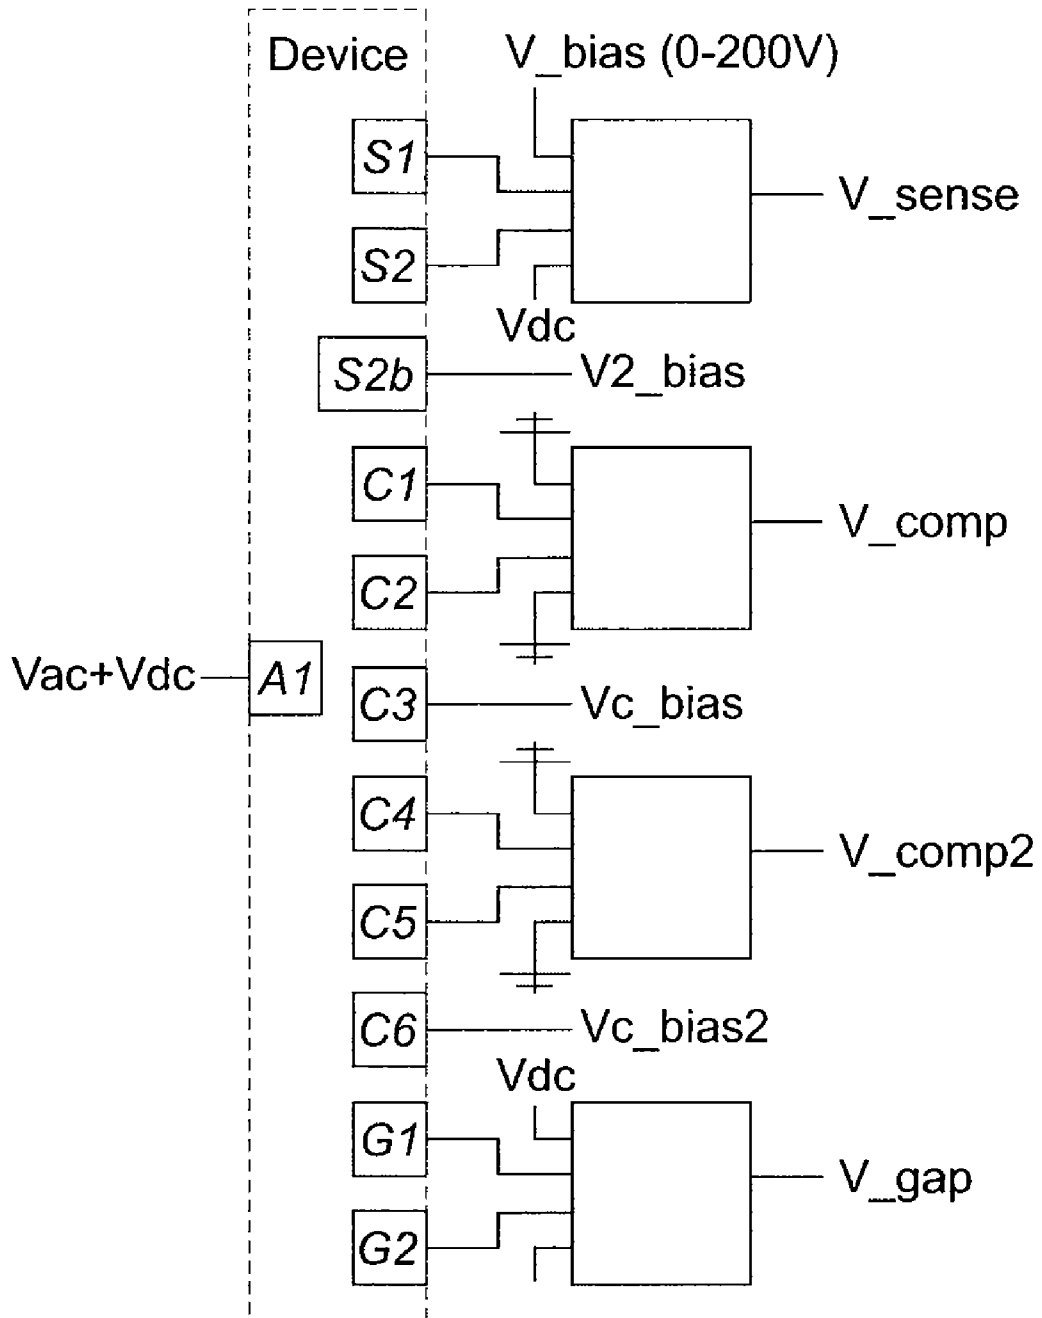 Device
V_bias (0-200V)
S1
V_sense
S2
Vdc
S2b
V2_bias
C1
V_comp
C2
Vac+Vdc
A1
C3
Vc_bias
C4
V_comp2
C5
C6
Vc_bias2
Vdc
G1
V_gap
G2